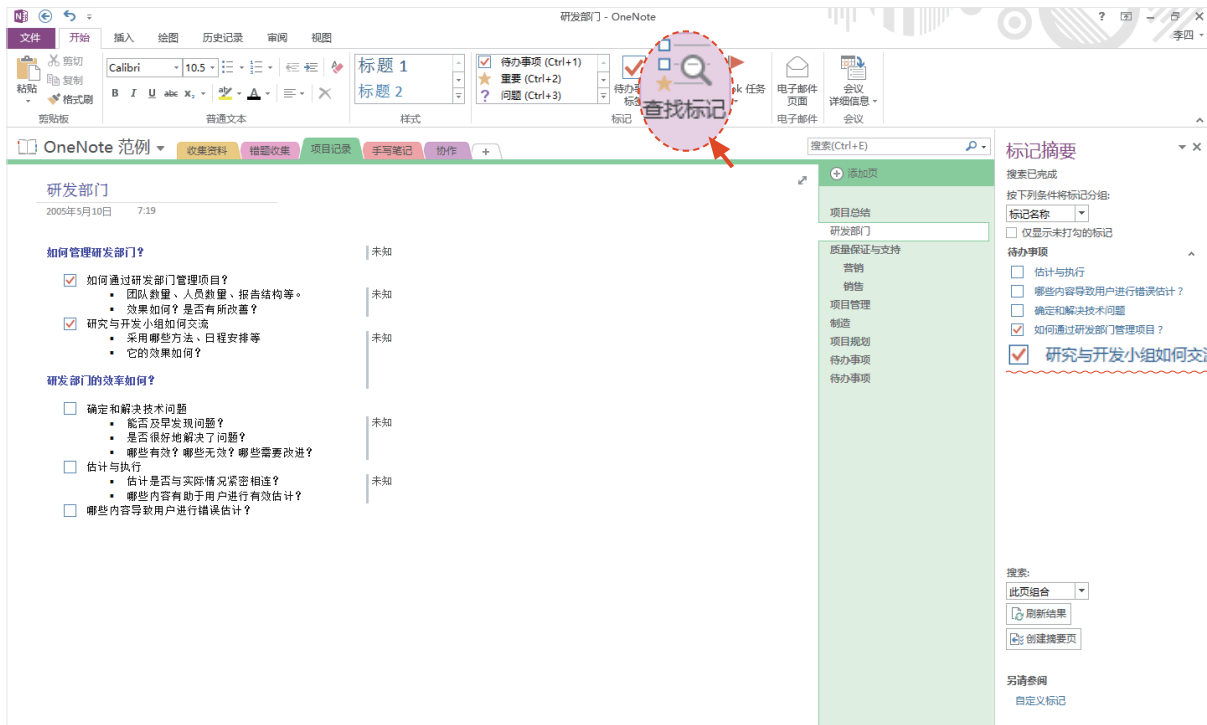 研发部门 - OneNote
?
李四
文件 开始 插入 绘图 历史记录 审阅 视图
粘贴
剪切
复制
格式刷
剪贴板
Calibri 10.5
B I U abc X₂ A
普通文本
标题 1
标题 2
样式
待办事项 (Ctrl+1)
重要 (Ctrl+2)
问题 (Ctrl+3)
标记
查找标记
任务
电子邮件
页面
电子邮件
会议
详细信息
会议
OneNote 范例 收集资料 错题收集 项目记录 手写笔记 协作 +
搜索(Ctrl+E)
研发部门
2005年5月10日 7:19
如何管理研发部门? 未知
如何通过研发部门管理项目?
团队数量、人员数量、报告结构等。 未知
效果如何? 是否有所改善?
研究与开发小组如何交流
采用哪些方法、日程安排等 未知
它的效果如何?
研发部门的效率如何?
确定和解决技术问题
能否及早发现问题? 未知
是否很好地解决了问题?
哪些有效? 哪些无效? 哪些需要改进?
估计与执行
估计是否与实际情况紧密相连? 未知
哪些内容有助于用户进行有效估计?
哪些内容导致用户进行错误估计?
添加页
项目总结
研发部门
质量保证与支持
营销
销售
项目管理
制造
项目规划
待办事项
待办事项
标记摘要
搜索已完成
按下列条件将标记分组:
标记名称
仅显示未打勾的标记
待办事项
估计与执行
哪些内容导致用户进行错误估计?
确定和解决技术问题
如何通过研发部门管理项目?
研究与开发小组如何交
搜索:
此页组合
刷新结果
创建摘要页
另请参阅
自定义标记